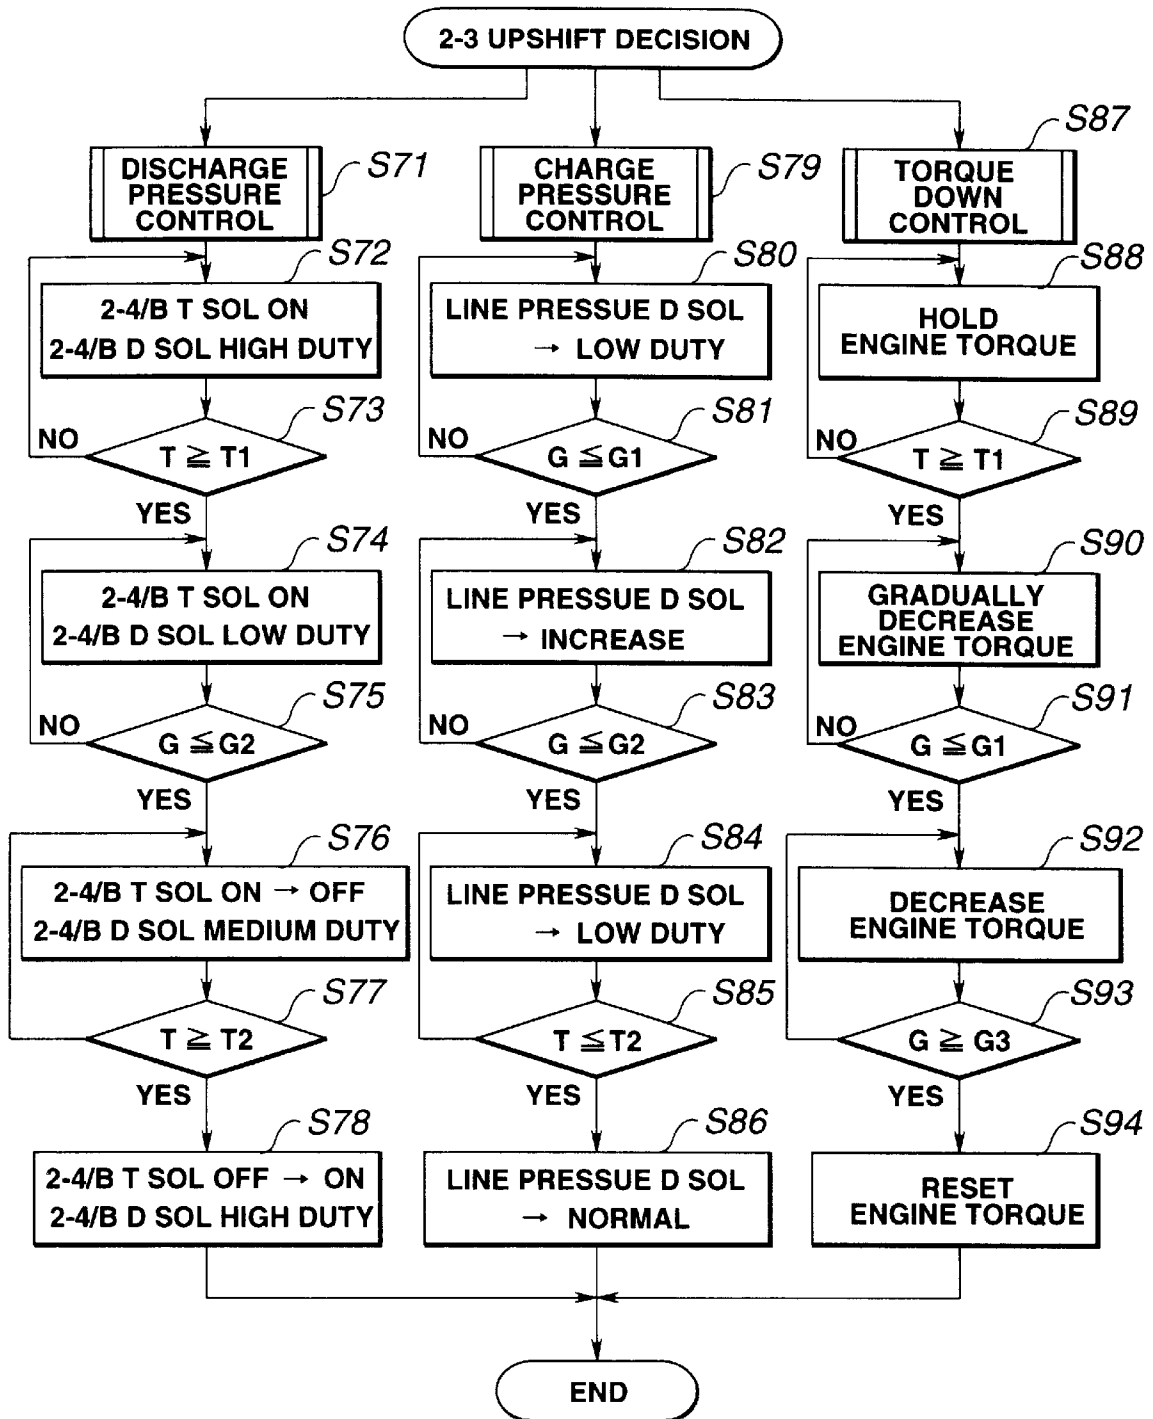 2-3 UPSHIFT DECISION
DISCHARGE
PRESSURE
CONTROL
S71
S72
2-4/B T SOL ON
2-4/B D SOL HIGH DUTY
S73
T ≧ T1
NO
YES
S74
2-4/B T SOL ON
2-4/B D SOL LOW DUTY
S75
G ≦ G2
NO
YES
S76
2-4/B T SOL ON → OFF
2-4/B D SOL MEDIUM DUTY
S77
T ≧ T2
YES
S78
2-4/B T SOL OFF → ON
2-4/B D SOL HIGH DUTY
CHARGE
PRESSURE
CONTROL
S79
S80
LINE PRESSUE D SOL
→ LOW DUTY
S81
G ≦ G1
NO
YES
S82
LINE PRESSUE D SOL
→ INCREASE
S83
G ≦ G2
NO
YES
S84
LINE PRESSUE D SOL
→ LOW DUTY
S85
T ≦ T2
YES
S86
LINE PRESSUE D SOL
→ NORMAL
S87
TORQUE
DOWN
CONTROL
S88
HOLD
ENGINE TORQUE
S89
T ≧ T1
NO
YES
S90
GRADUALLY
DECREASE
ENGINE TORQUE
S91
G ≦ G1
NO
YES
S92
DECREASE
ENGINE TORQUE
S93
G ≧ G3
YES
S94
RESET
ENGINE TORQUE
END